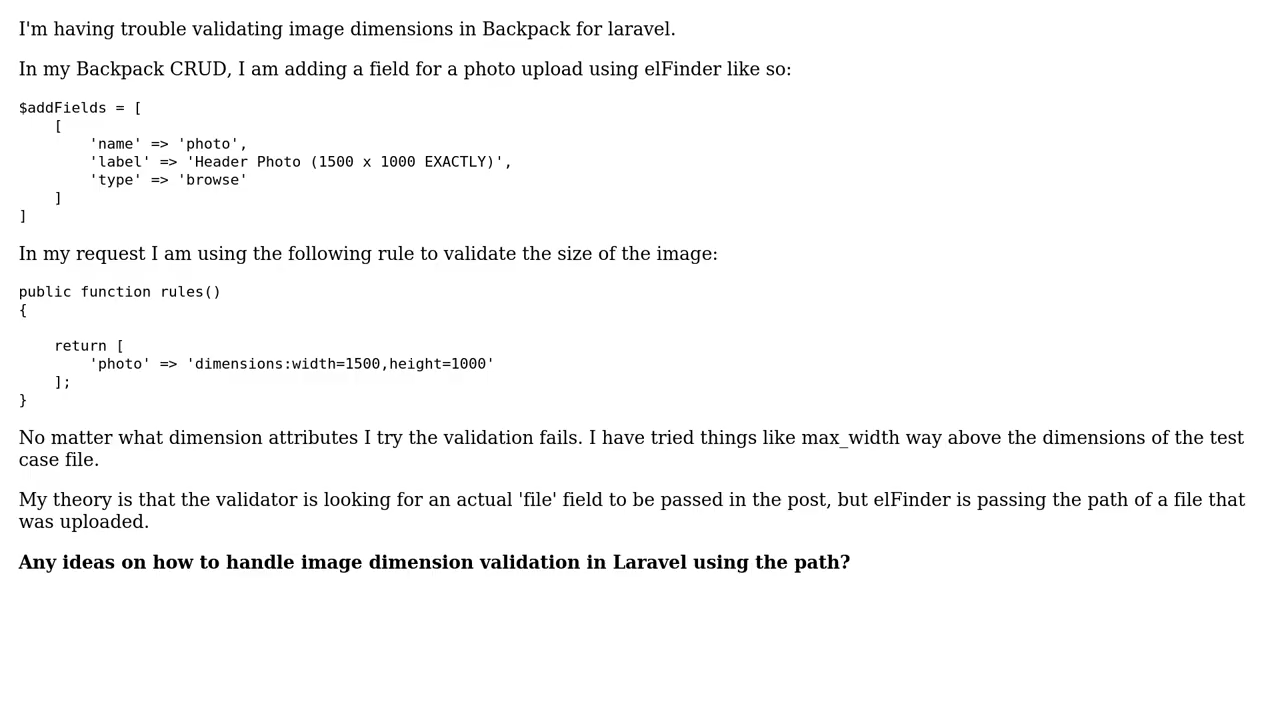 I'm having trouble validating image dimensions in Backpack for laravel.
In my Backpack CRUD, I am adding a field for a photo upload using elFinder like so:
$addFields = [
    [
        'name' => 'photo',
        'label' => 'Header Photo (1500 x 1000 EXACTLY)',
        'type' => 'browse'
    ]
]
In my request I am using the following rule to validate the size of the image:
public function rules()
{
    return [
        'photo' => 'dimensions:width=1500,height=1000'
    ];
}
No matter what dimension attributes I try the validation fails. I have tried things like max_width way above the dimensions of the test
case file.
My theory is that the validator is looking for an actual 'file' field to be passed in the post, but elFinder is passing the path of a file that
was uploaded.
Any ideas on how to handle image dimension validation in Laravel using the path?